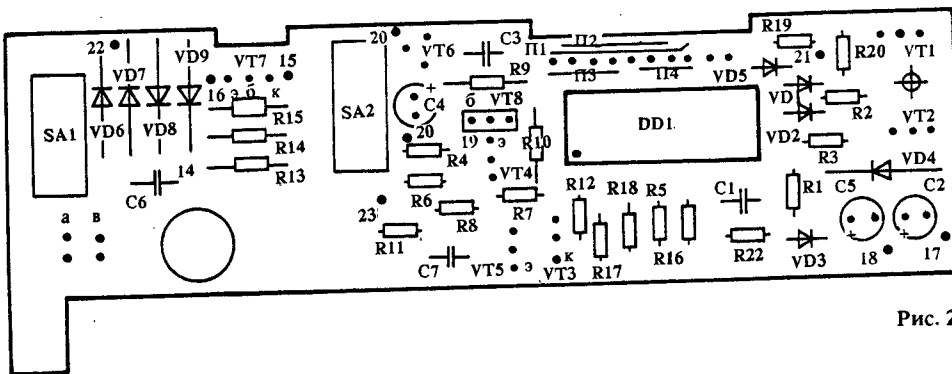 22
VD7
VD9
VT7
15
16
э
б
к
R15
R14
R13
VD6
VD8
14
SA1
C6
а
в
20
SA2
VT6
C3
C4
+
20
R9
б
VT8
19
э
R10
R4
VT4
R6
R7
R8
23
R11
C7
VT5
э
к
VT3
П1
П2
П3
П4
VD5
DD1
R12
R18
R5
R17
R16
C1
R22
R19
21
R20
VT1
VD
R2
VD2
VT2
R3
VD4
R1
C5
C2
+
+
VD3
18
17
Рис. 2